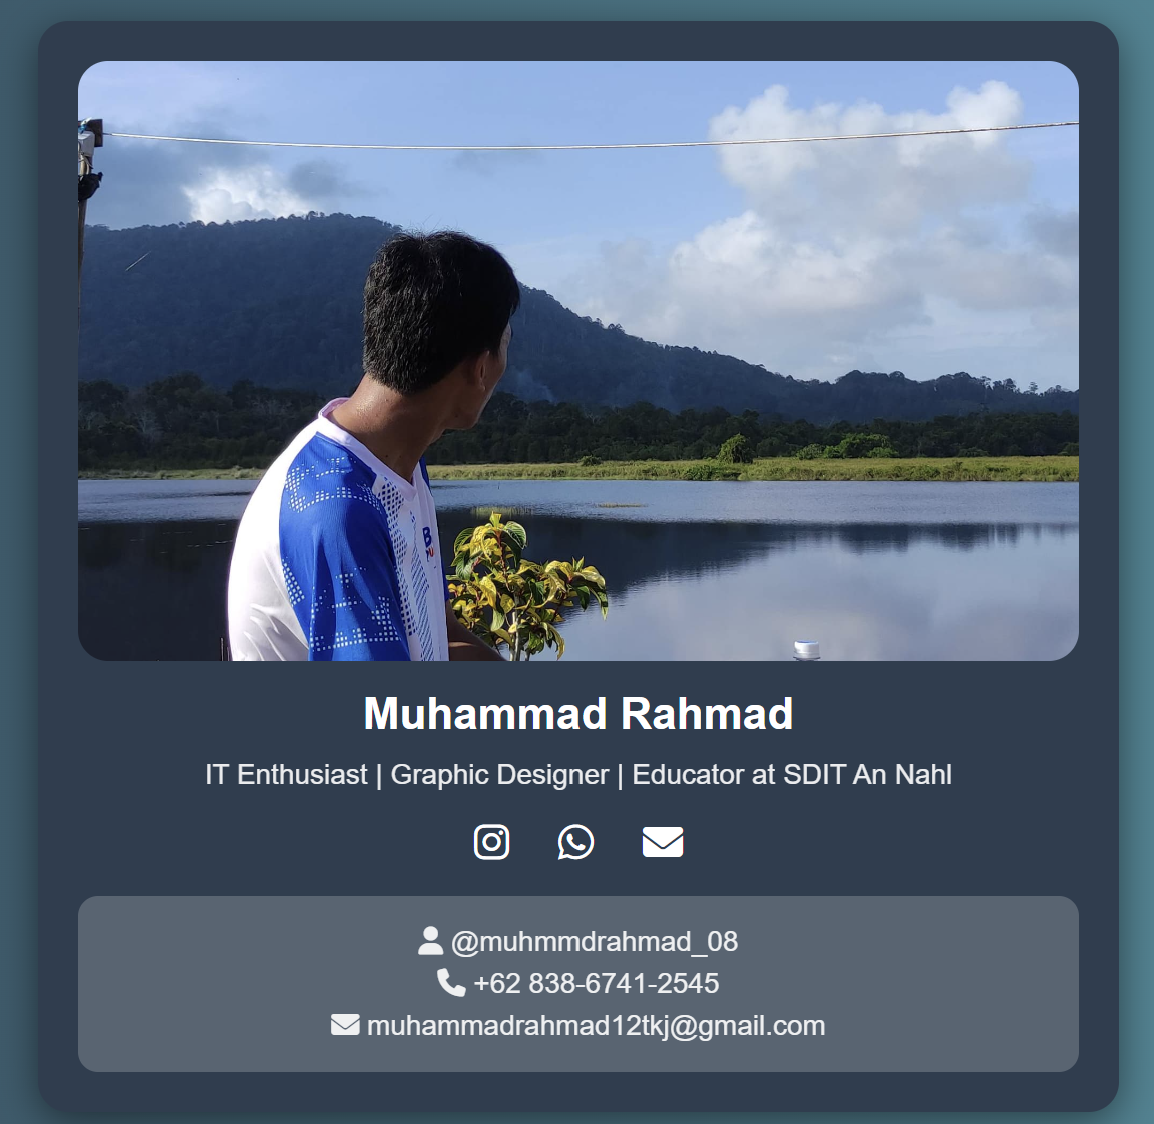 Muhammad Rahmad
IT Enthusiast | Graphic Designer | Educator at SDIT An Nahl
@muhmmdrahmad_08
+62 838-6741-2545
muhammadrahmad12tkj@gmail.com